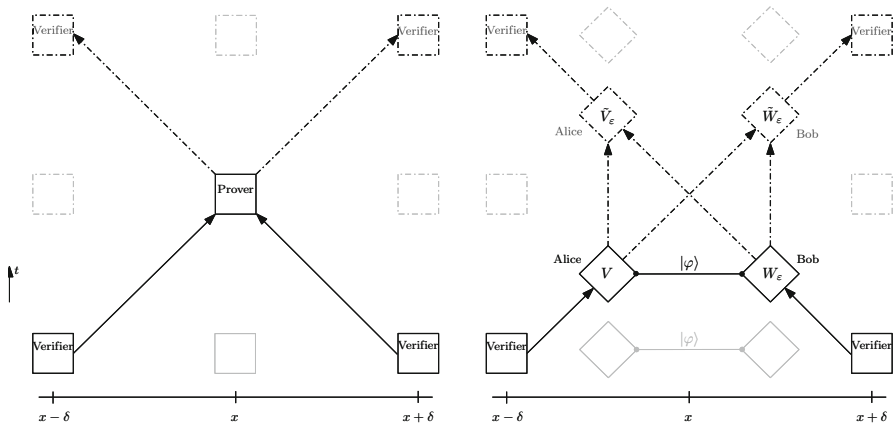 Verifier Verifier Verifier Verifier
Ṽ_ε W̃_ε
Alice Bob
Prover
Alice Bob
V |φ⟩ W_ε
t
Verifier Verifier Verifier Verifier
|φ⟩
x − δ x x + δ x − δ x x + δ